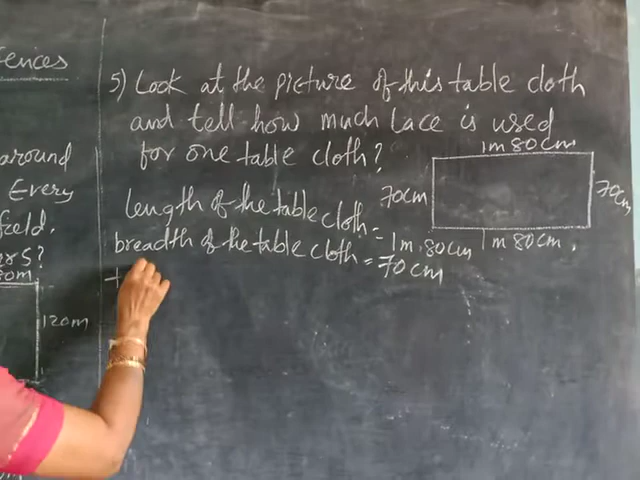 ences
around
Every
field.
ers?
120m
5) Look at the picture of this table cloth
and tell how much lace is used
for one table cloth?
1m 80cm
70cm
70cm
1m 80cm.
length of the table cloth = 1m 80cm
breadth of the table cloth = 70cm